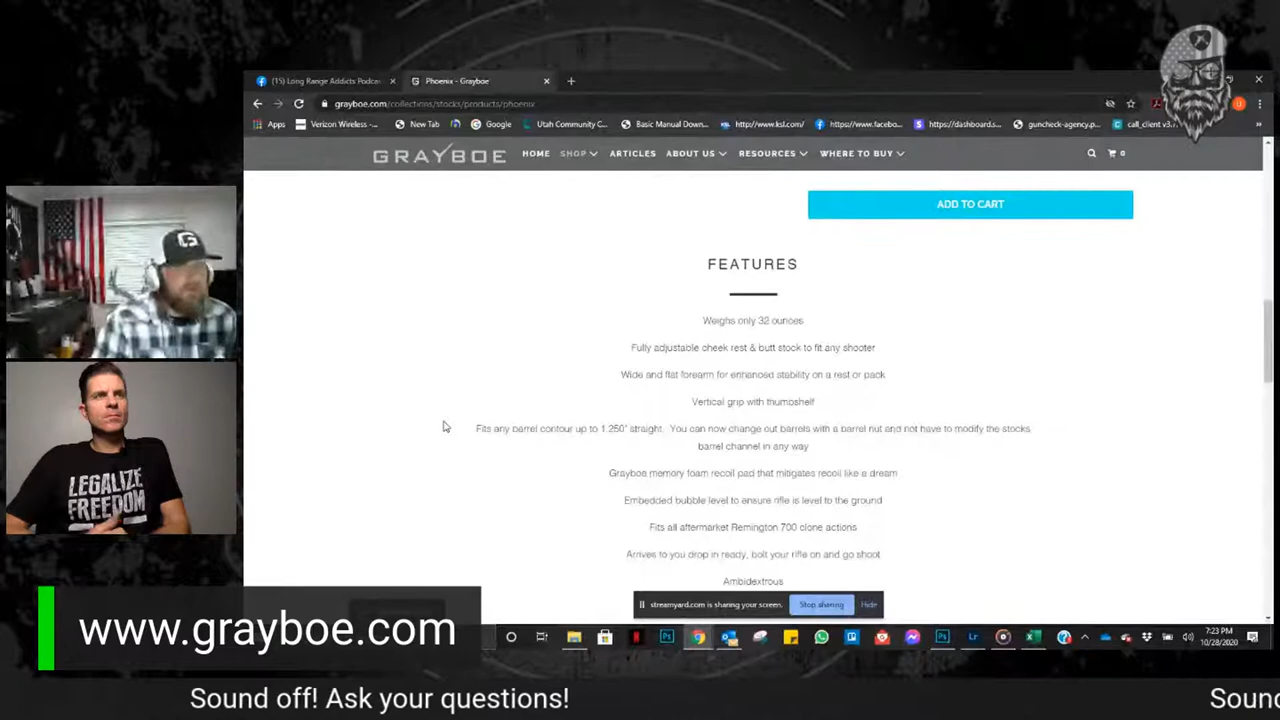 (15) Long Range Addicts Podca
Phoenix - Grayboe
grayboe.com/collections/stocks/products/phoenix
Apps
Verizon Wireless -...
New Tab
Google
Utah Community C...
Basic Manual Down...
http://www.ksl.com/
https://www.facebo...
https://dashboard.s...
guncheck-agency.p...
call_client v3.7
GRAYBOE
HOME
SHOP
ARTICLES
ABOUT US
RESOURCES
WHERE TO BUY
0
ADD TO CART
FEATURES
Weighs only 32 ounces
Fully adjustable cheek rest & butt stock to fit any shooter
Wide and flat forearm for enhanced stability on a rest or pack
Vertical grip with thumbshelf
Fits any barrel contour up to 1.250" straight. You can now change out barrels with a barrel nut and not have to modify the stocks
barrel channel in any way
Grayboe memory foam recoil pad that mitigates recoil like a dream
Embedded bubble level to ensure rifle is level to the ground
Fits all aftermarket Remington 700 clone actions
Arrives to you drop in ready, bolt your rifle on and go shoot
Ambidextrous
streamyard.com is sharing your screen.
Stop sharing
Hide
7:23 PM
10/28/2020
LEGALIZE
FREEDOM
www.grayboe.com
Sound off! Ask your questions!
Soun